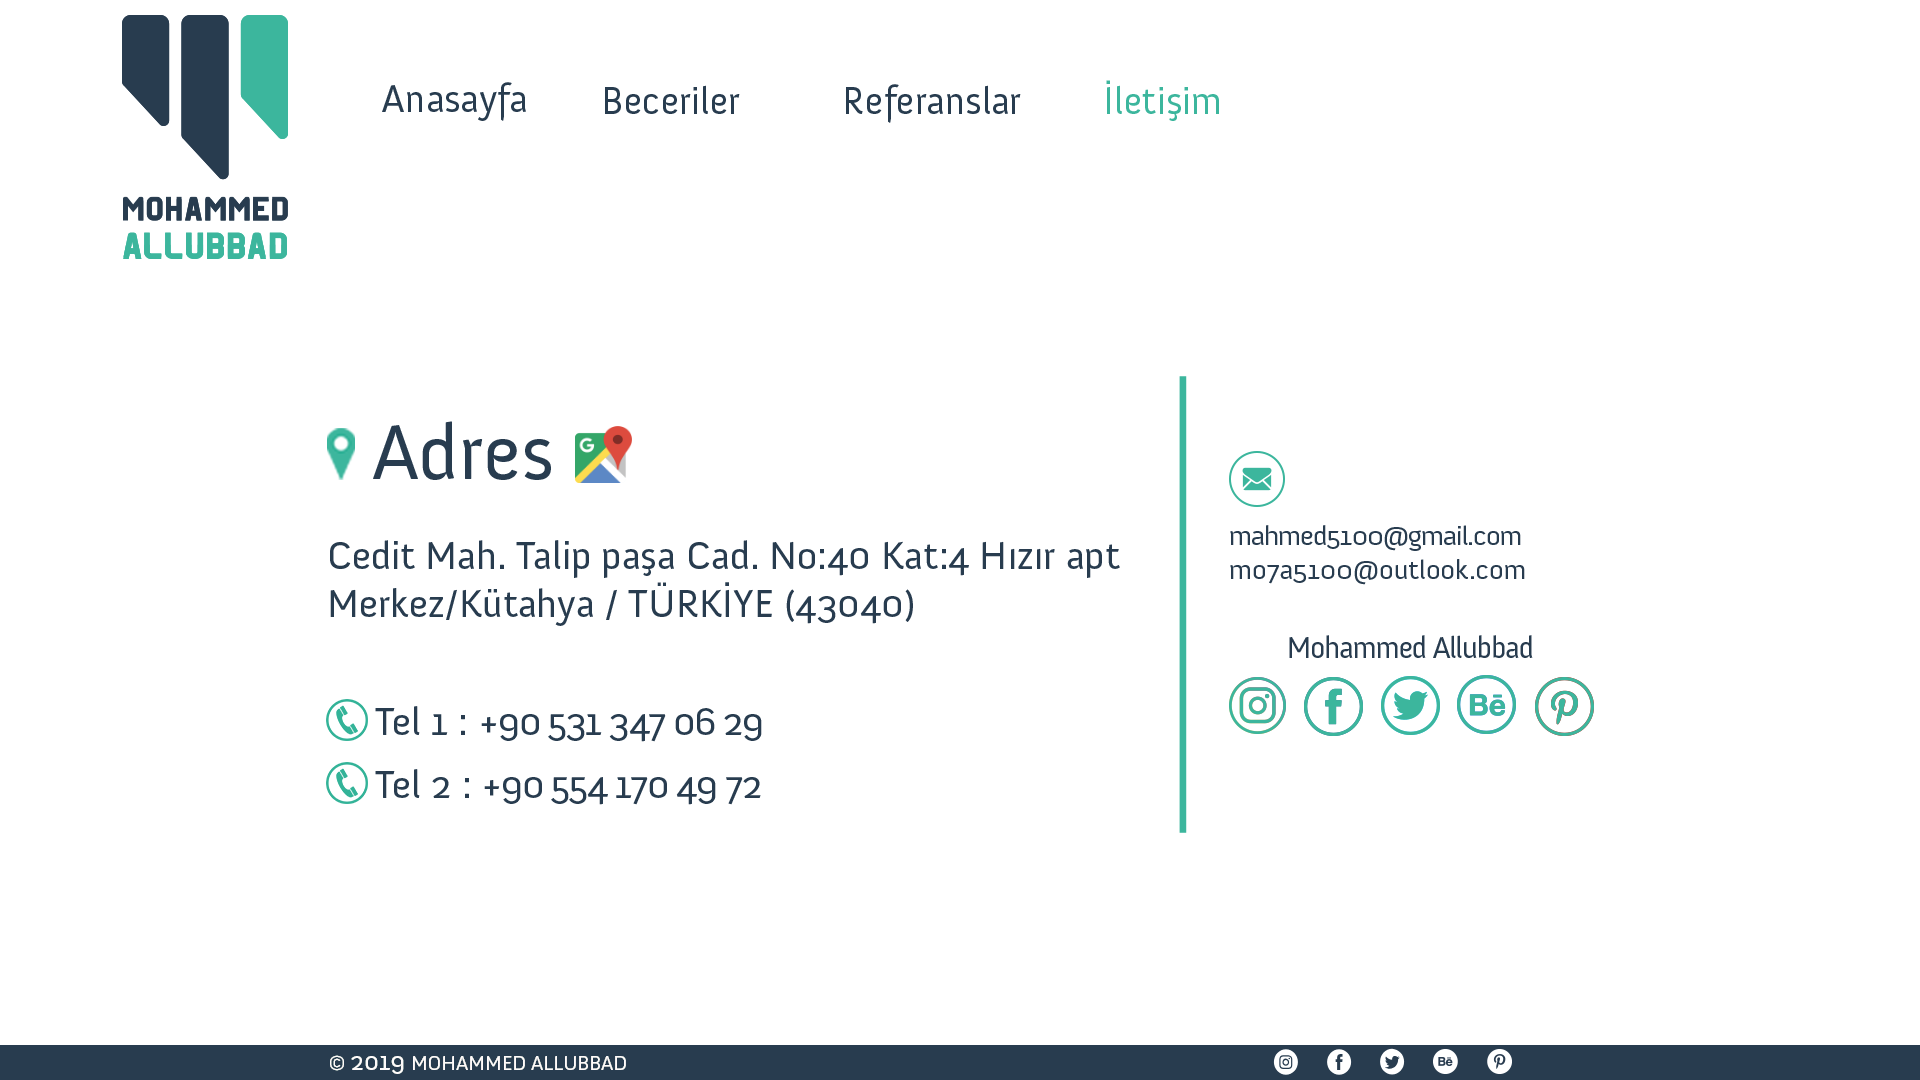 MOHAMMED
ALLUBBAD
Anasayfa Beceriler Referanslar İletişim
Adres
Cedit Mah. Talip paşa Cad. No:40 Kat:4 Hızır apt
Merkez/Kütahya / TÜRKİYE (43040)
Tel 1 : +90 531 347 06 29
Tel 2 : +90 554 170 49 72
mahmed5100@gmail.com
mo7a5100@outlook.com
Mohammed Allubbad
© 2019 MOHAMMED ALLUBBAD